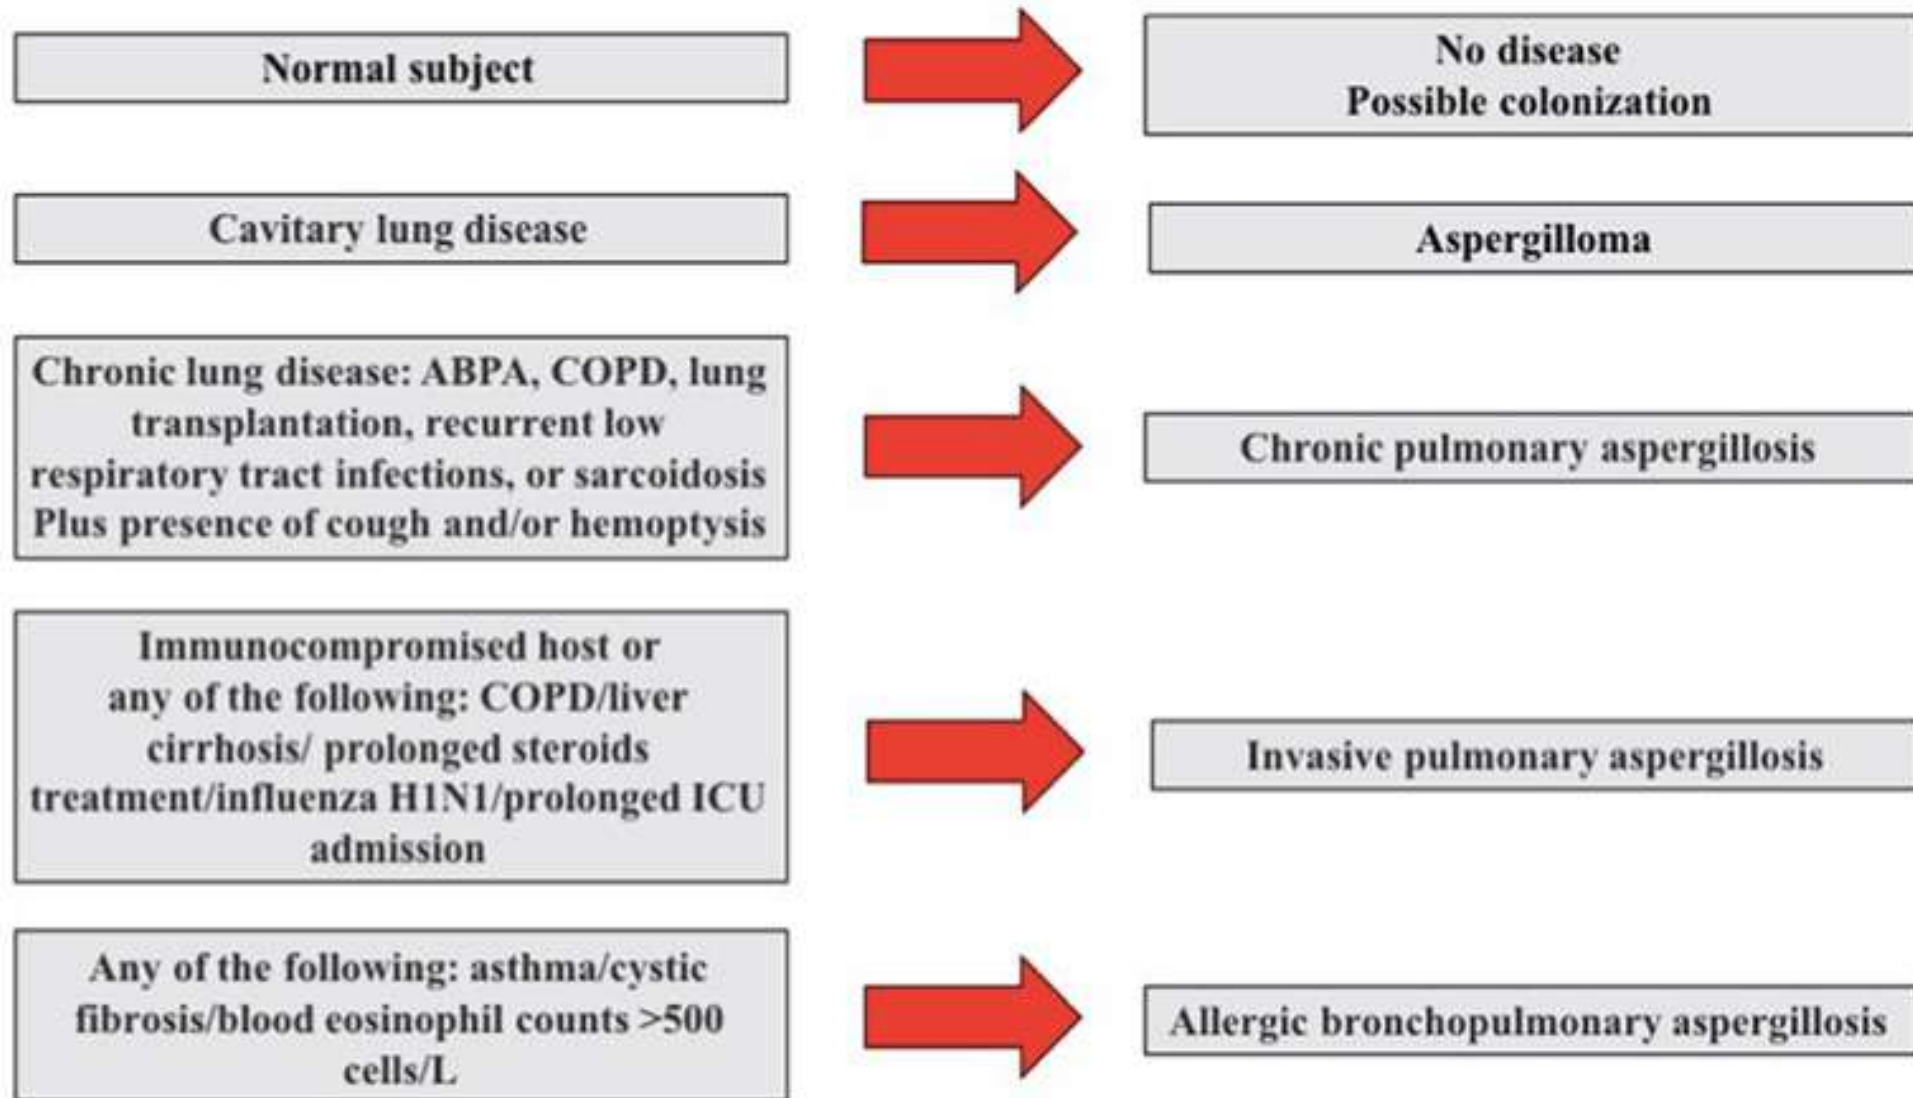 Normal subject
No disease
Possible colonization
Cavitary lung disease
Aspergilloma
Chronic lung disease: ABPA, COPD, lung
transplantation, recurrent low
respiratory tract infections, or sarcoidosis
Plus presence of cough and/or hemoptysis
Chronic pulmonary aspergillosis
Immunocompromised host or
any of the following: COPD/liver
cirrhosis/ prolonged steroids
treatment/influenza H1N1/prolonged ICU
admission
Invasive pulmonary aspergillosis
Any of the following: asthma/cystic
fibrosis/blood eosinophil counts >500
cells/L
Allergic bronchopulmonary aspergillosis